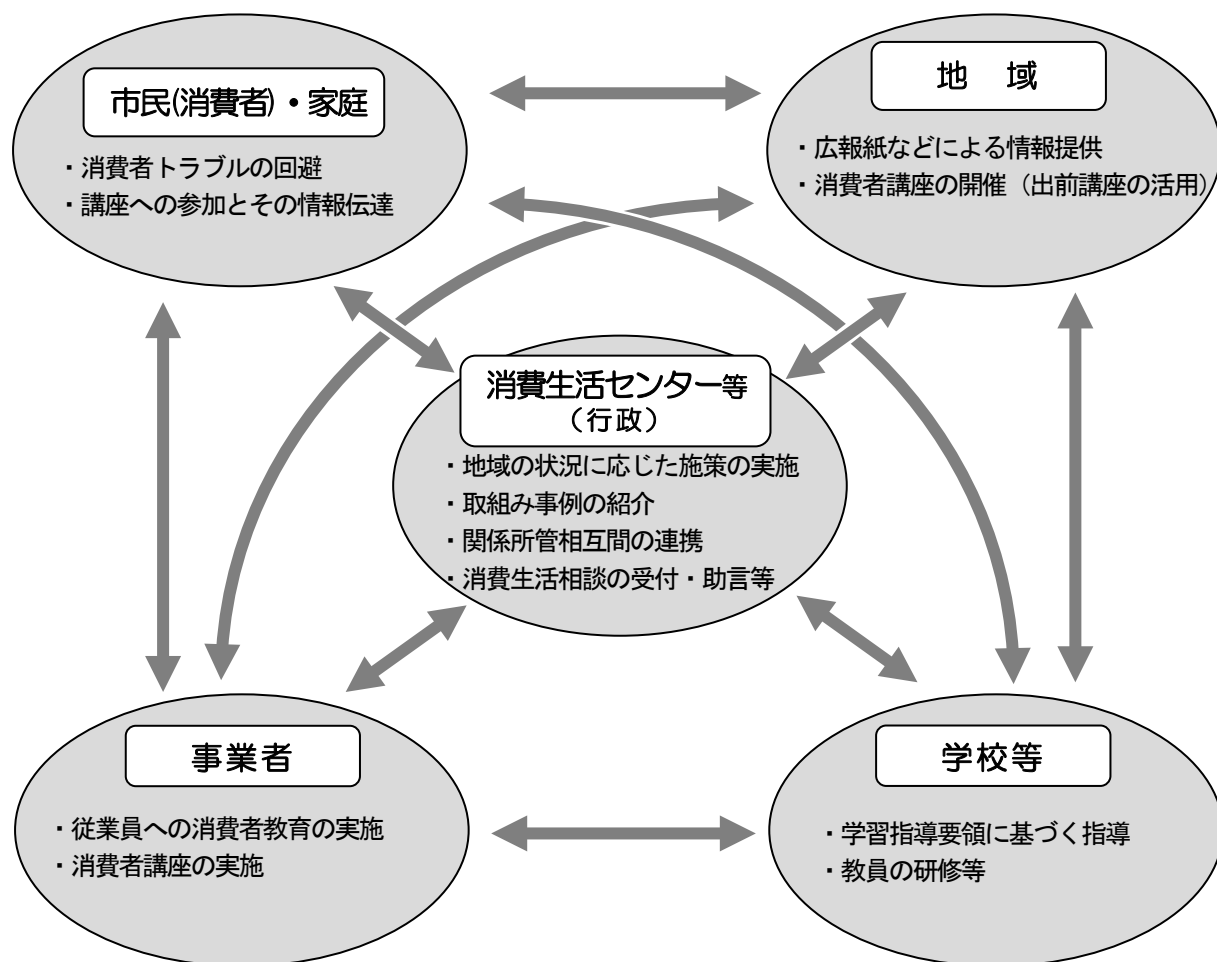 市民(消費者)・家庭
・消費者トラブルの回避
・講座への参加とその情報伝達
地　域
・広報紙などによる情報提供
・消費者講座の開催（出前講座の活用）
消費生活センター等
（行政）
・地域の状況に応じた施策の実施
・取組み事例の紹介
・関係所管相互間の連携
・消費生活相談の受付・助言等
事業者
・従業員への消費者教育の実施
・消費者講座の実施
学校等
・学習指導要領に基づく指導
・教員の研修等